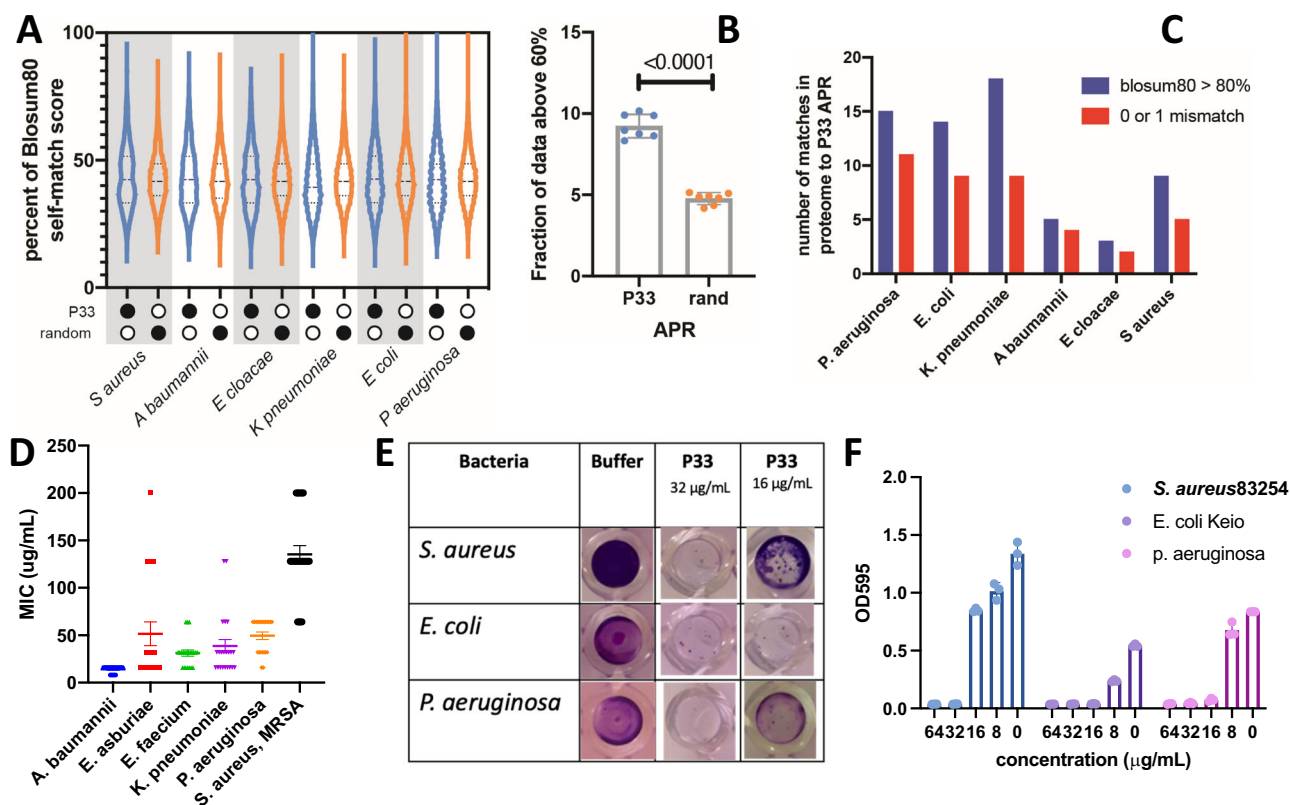 A
percent of Blosum80
self-match score
100
50
0
P33
random
S aureus
A baumannii
E cloacae
K pneumoniae
E coli
P aeruginosa
B
Fraction of data above 60%
15
10
5
0
<0.0001
P33 rand
APR
C
number of matches in
proteome to P33 APR
20
15
10
5
0
blosum80 > 80%
0 or 1 mismatch
P. aeruginosa
E. coli
K. pneumoniae
A baumannii
E cloacae
S aureus
D
MIC (ug/mL)
250
200
150
100
50
0
A. baumannii
E. asburiae
E. faecium
K. pneumoniae
P. aeruginosa
S. aureus, MRSA
E
Bacteria Buffer P33 P33
32 µg/mL 16 µg/mL
S. aureus
E. coli
P. aeruginosa
F
OD595
2.0
1.5
1.0
0.5
0.0
S. aureus83254
E. coli Keio
p. aeruginosa
64 32 16 8 0 64 32 16 8 0 64 32 16 8 0
concentration (µg/mL)